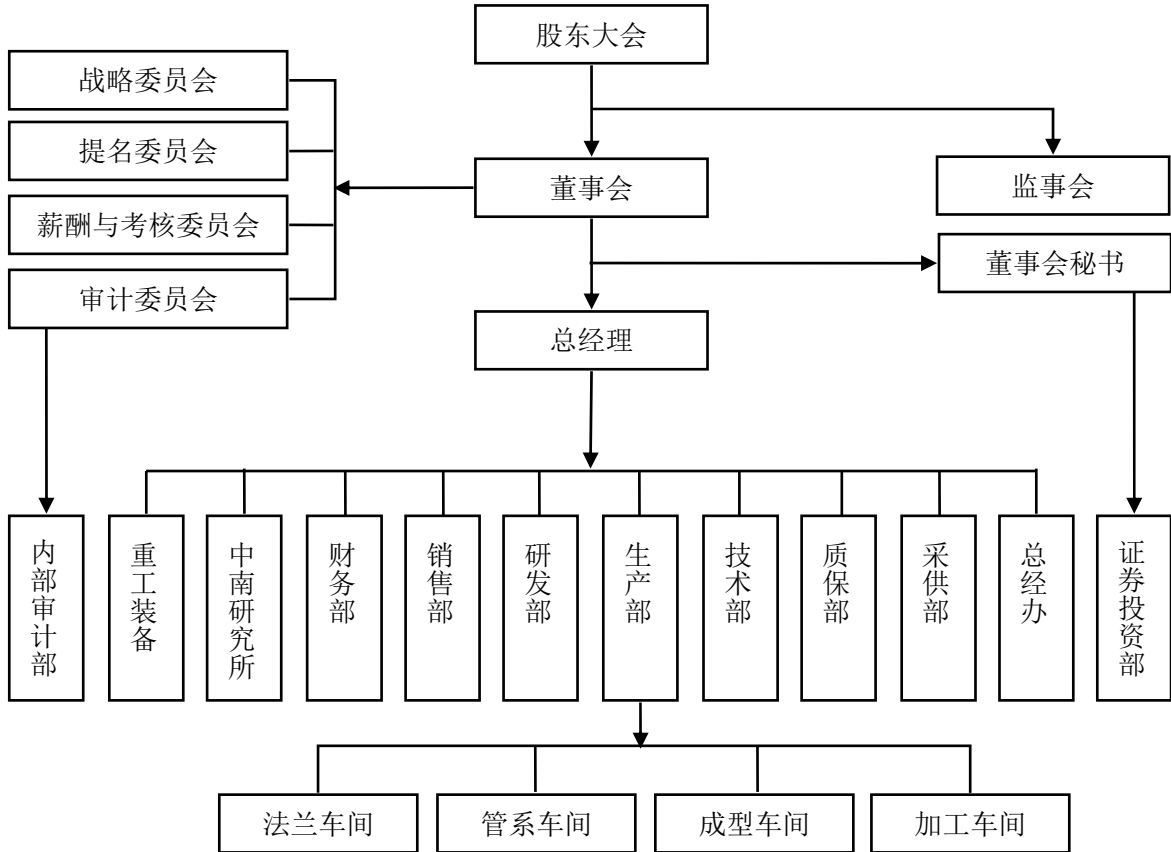 股东大会
战略委员会
提名委员会
董事会
监事会
薪酬与考核委员会
董事会秘书
审计委员会
总经理
内部审计部
重工装备
中南研究所
财务部
销售部
研发部
生产部
技术部
质保部
采供部
总经办
证券投资部
法兰车间
管系车间
成型车间
加工车间